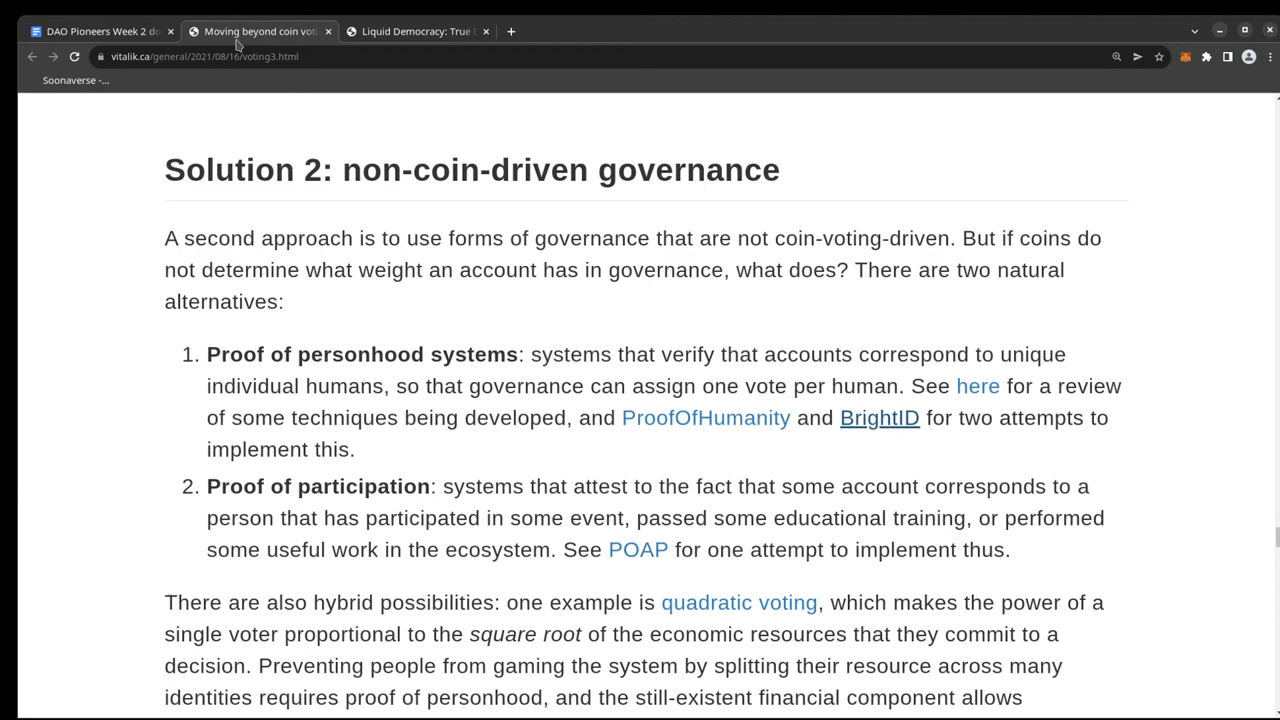 DAO Pioneers Week 2 do
Moving beyond coin voti
Liquid Democracy: True
vitalik.ca/general/2021/08/16/voting3.html
Soonaverse -...
Solution 2: non-coin-driven governance
A second approach is to use forms of governance that are not coin-voting-driven. But if coins do
not determine what weight an account has in governance, what does? There are two natural
alternatives:
1. Proof of personhood systems: systems that verify that accounts correspond to unique
individual humans, so that governance can assign one vote per human. See here for a review
of some techniques being developed, and ProofOfHumanity and BrightID for two attempts to
implement this.
2. Proof of participation: systems that attest to the fact that some account corresponds to a
person that has participated in some event, passed some educational training, or performed
some useful work in the ecosystem. See POAP for one attempt to implement thus.
There are also hybrid possibilities: one example is quadratic voting, which makes the power of a
single voter proportional to the square root of the economic resources that they commit to a
decision. Preventing people from gaming the system by splitting their resource across many
identities requires proof of personhood, and the still-existent financial component allows